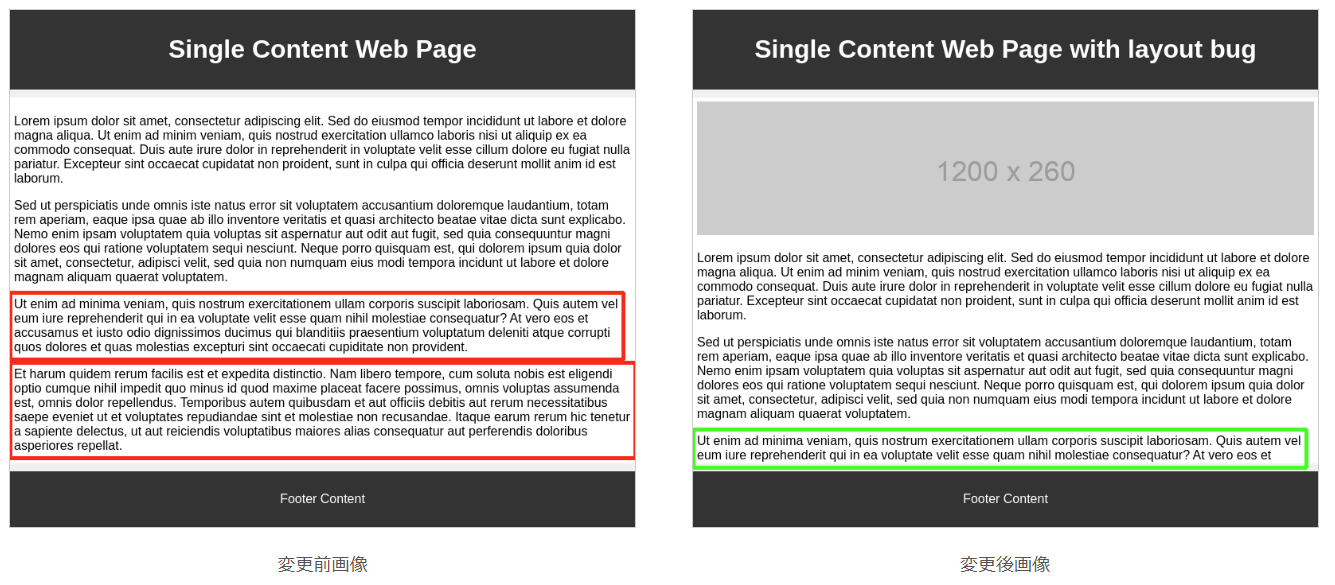 Single Content Web Page
Lorem ipsum dolor sit amet, consectetur adipiscing elit. Sed do eiusmod tempor incididunt ut labore et dolore
magna aliqua. Ut enim ad minim veniam, quis nostrud exercitation ullamco laboris nisi ut aliquip ex ea
commodo consequat. Duis aute irure dolor in reprehenderit in voluptate velit esse cillum dolore eu fugiat nulla
pariatur. Excepteur sint occaecat cupidatat non proident, sunt in culpa qui officia deserunt mollit anim id est
laborum.
Sed ut perspiciatis unde omnis iste natus error sit voluptatem accusantium doloremque laudantium, totam
rem aperiam, eaque ipsa quae ab illo inventore veritatis et quasi architecto beatae vitae dicta sunt explicabo.
Nemo enim ipsam voluptatem quia voluptas sit aspernatur aut odit aut fugit, sed quia consequuntur magni
dolores eos qui ratione voluptatem sequi nesciunt. Neque porro quisquam est, qui dolorem ipsum quia dolor
sit amet, consectetur, adipisci velit, sed quia non numquam eius modi tempora incidunt ut labore et dolore
magnam aliquam quaerat voluptatem.
Ut enim ad minima veniam, quis nostrum exercitationem ullam corporis suscipit laboriosam. Quis autem vel
eum iure reprehenderit qui in ea voluptate velit esse quam nihil molestiae consequatur? At vero eos et
accusamus et iusto odio dignissimos ducimus qui blanditiis praesentium voluptatum deleniti atque corrupti
quos dolores et quas molestias excepturi sint occaecati cupiditate non provident.
Et harum quidem rerum facilis est et expedita distinctio. Nam libero tempore, cum soluta nobis est eligendi
optio cumque nihil impedit quo minus id quod maxime placeat facere possimus, omnis voluptas assumenda
est, omnis dolor repellendus. Temporibus autem quibusdam et aut officiis debitis aut rerum necessitatibus
saepe eveniet ut et voluptates repudiandae sint et molestiae non recusandae. Itaque earum rerum hic tenetur
a sapiente delectus, ut aut reiciendis voluptatibus maiores alias consequatur aut perferendis doloribus
asperiores repellat.
Footer Content
変更前画像
Single Content Web Page with layout bug
1200 x 260
Lorem ipsum dolor sit amet, consectetur adipiscing elit. Sed do eiusmod tempor incididunt ut labore et dolore
magna aliqua. Ut enim ad minim veniam, quis nostrud exercitation ullamco laboris nisi ut aliquip ex ea
commodo consequat. Duis aute irure dolor in reprehenderit in voluptate velit esse cillum dolore eu fugiat nulla
pariatur. Excepteur sint occaecat cupidatat non proident, sunt in culpa qui officia deserunt mollit anim id est
laborum.
Sed ut perspiciatis unde omnis iste natus error sit voluptatem accusantium doloremque laudantium, totam
rem aperiam, eaque ipsa quae ab illo inventore veritatis et quasi architecto beatae vitae dicta sunt explicabo.
Nemo enim ipsam voluptatem quia voluptas sit aspernatur aut odit aut fugit, sed quia consequuntur magni
dolores eos qui ratione voluptatem sequi nesciunt. Neque porro quisquam est, qui dolorem ipsum quia dolor
sit amet, consectetur, adipisci velit, sed quia non numquam eius modi tempora incidunt ut labore et dolore
magnam aliquam quaerat voluptatem.
Ut enim ad minima veniam, quis nostrum exercitationem ullam corporis suscipit laboriosam. Quis autem vel
eum iure reprehenderit qui in ea voluptate velit esse quam nihil molestiae consequatur? At vero eos et
Footer Content
変更後画像